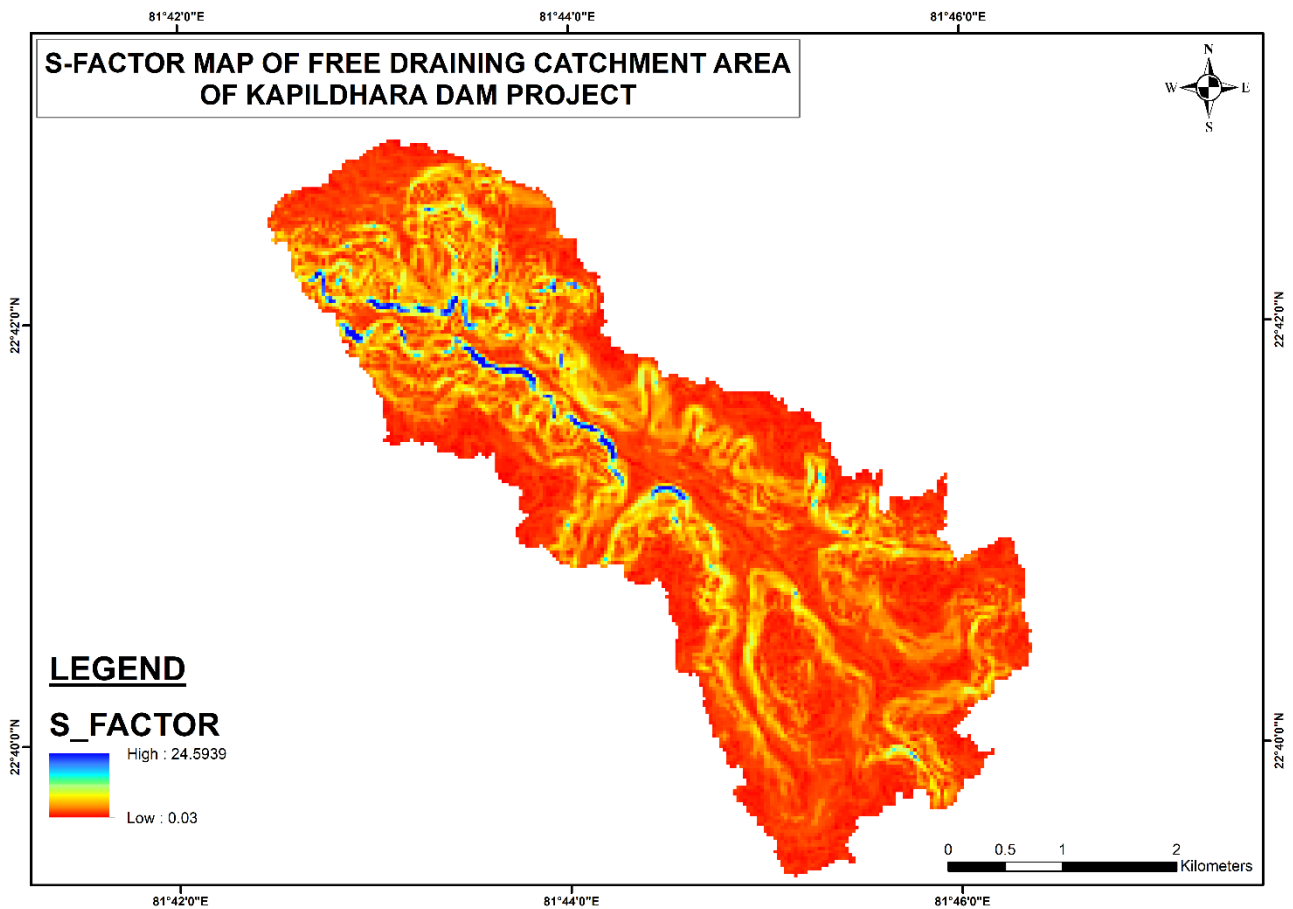 81°42'0"E 81°44'0"E 81°46'0"E
S-FACTOR MAP OF FREE DRAINING CATCHMENT AREA
OF KAPILDHARA DAM PROJECT
N
W E
S
22°42'0"N 22°42'0"N
LEGEND
S_FACTOR
High : 24.5939
Low : 0.03
22°40'0"N 22°40'0"N
0 0.5 1 2
Kilometers
81°42'0"E 81°44'0"E 81°46'0"E